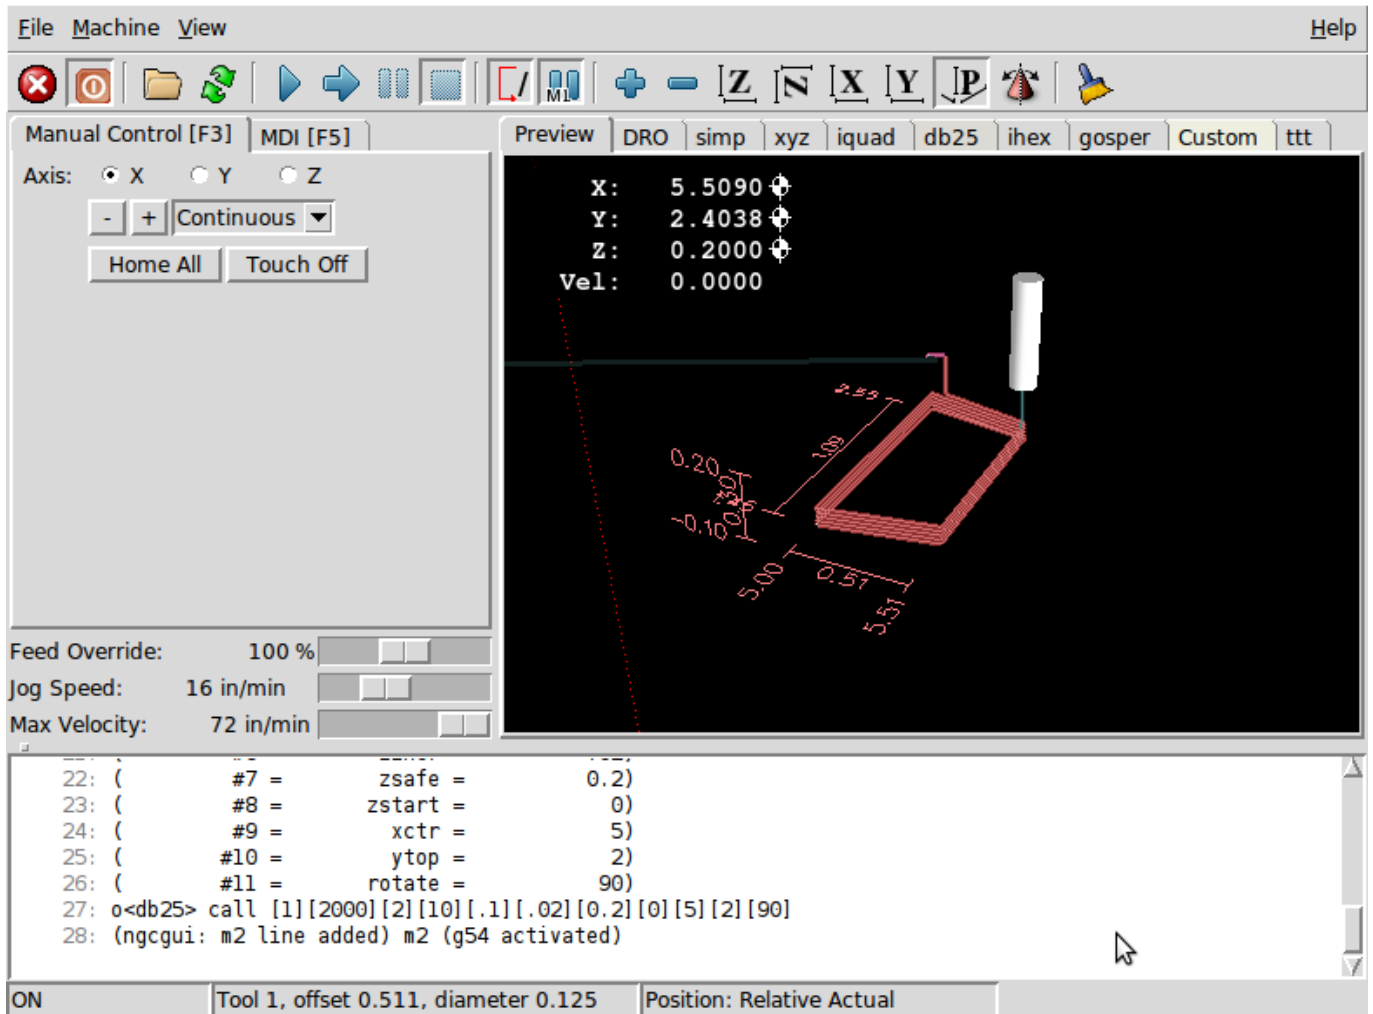 File Machine View Help
M1 Z N X Y P
Manual Control [F3] MDI [F5]
Preview DRO simp xyz iquad db25 ihex gosper Custom ttt
Axis: X Y Z
- + Continuous
Home All Touch Off
X: 5.5090
Y: 2.4038
Z: 0.2000
Vel: 0.0000
0.20
-0.10
5.00
0.51
5.51
Feed Override: 100 %
Jog Speed: 16 in/min
Max Velocity: 72 in/min
22: ( #7 = zsafe = 0.2)
23: ( #8 = zstart = 0)
24: ( #9 = xctr = 5)
25: ( #10 = ytop = 2)
26: ( #11 = rotate = 90)
27: o<db25> call [1][2000][2][10][.1][.02][0.2][0][5][2][90]
28: (ngcgui: m2 line added) m2 (g54 activated)
ON Tool 1, offset 0.511, diameter 0.125 Position: Relative Actual